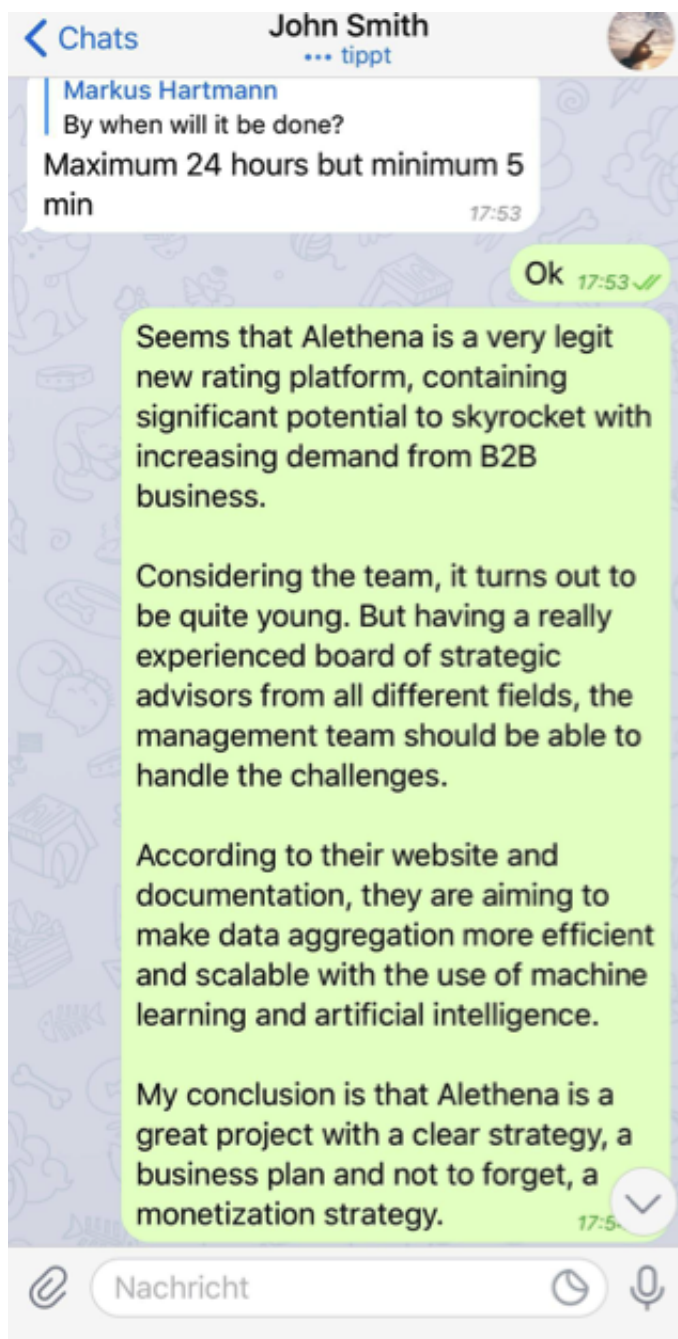 Chats
John Smith
••• tippt
Markus Hartmann
By when will it be done?
Maximum 24 hours but minimum 5
min
17:53
Ok 17:53
Seems that Alethena is a very legit
new rating platform, containing
significant potential to skyrocket with
increasing demand from B2B
business.
Considering the team, it turns out to
be quite young. But having a really
experienced board of strategic
advisors from all different fields, the
management team should be able to
handle the challenges.
According to their website and
documentation, they are aiming to
make data aggregation more efficient
and scalable with the use of machine
learning and artificial intelligence.
My conclusion is that Alethena is a
great project with a clear strategy, a
business plan and not to forget, a
monetization strategy.
Nachricht